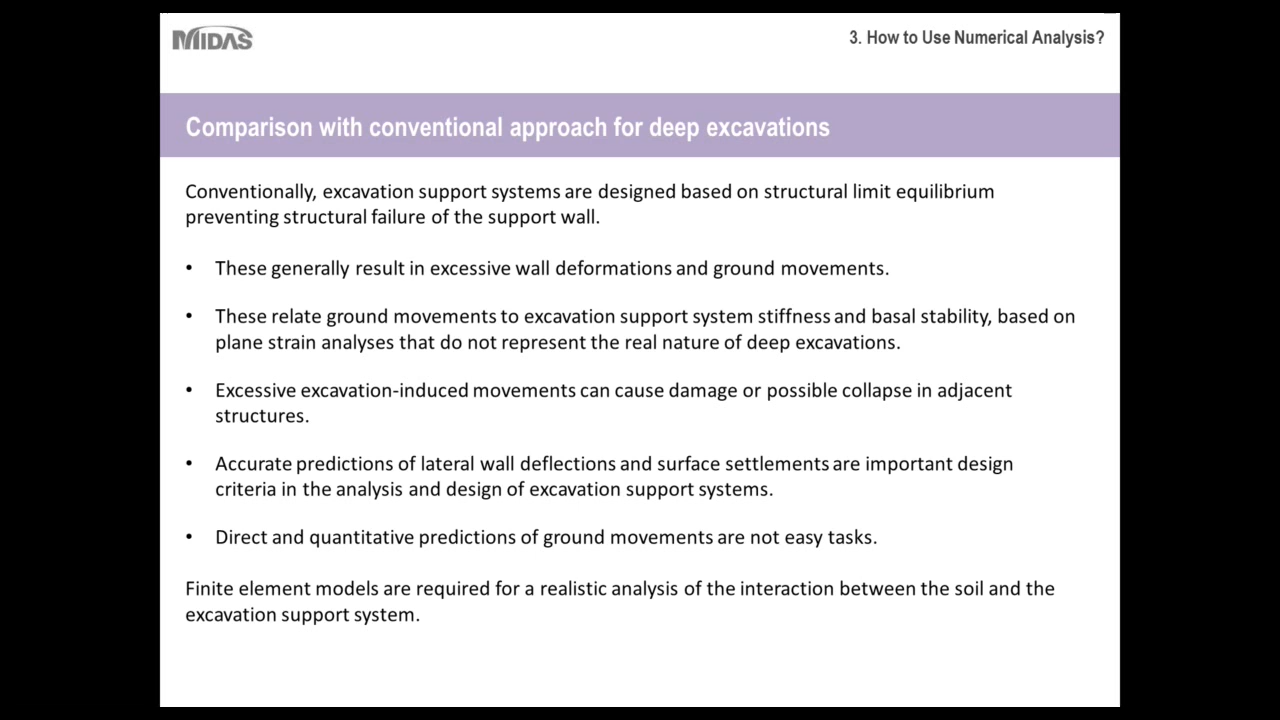 MIDAS
3. How to Use Numerical Analysis?
Comparison with conventional approach for deep excavations
Conventionally, excavation support systems are designed based on structural limit equilibrium
preventing structural failure of the support wall.
• These generally result in excessive wall deformations and ground movements.
• These relate ground movements to excavation support system stiffness and basal stability, based on
plane strain analyses that do not represent the real nature of deep excavations.
• Excessive excavation-induced movements can cause damage or possible collapse in adjacent
structures.
• Accurate predictions of lateral wall deflections and surface settlements are important design
criteria in the analysis and design of excavation support systems.
• Direct and quantitative predictions of ground movements are not easy tasks.
Finite element models are required for a realistic analysis of the interaction between the soil and the
excavation support system.